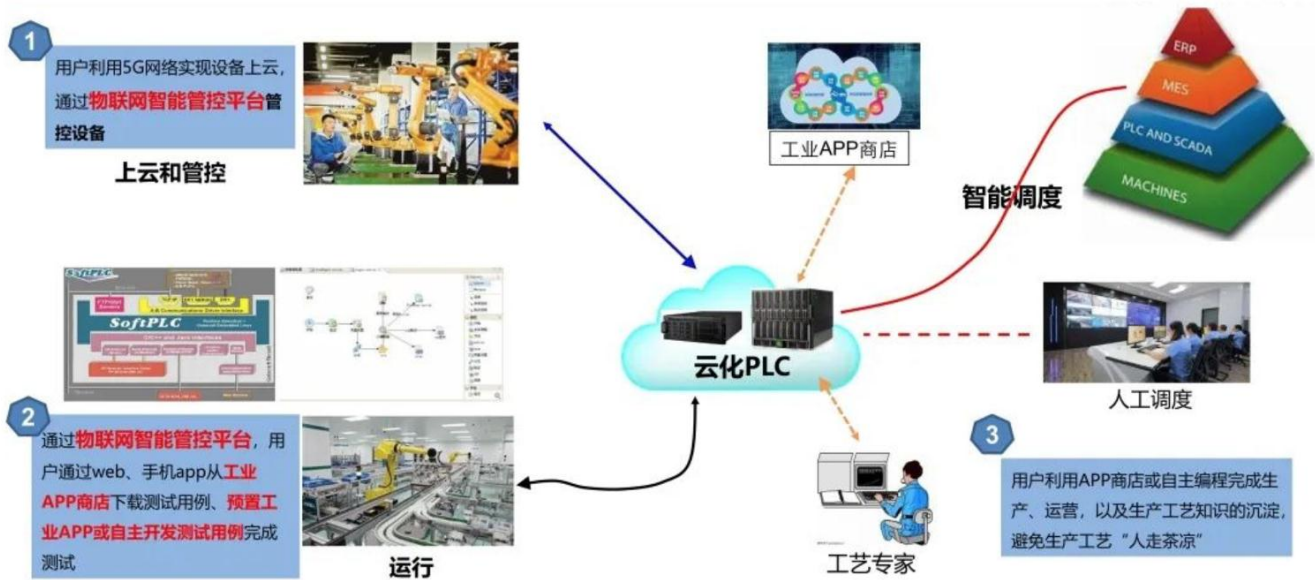 1
用户利用5G网络实现设备上云,
通过物联网智能管控平台管
控设备
上云和管控
工业APP商店
ERP
MES
PLC AND SCADA
MACHINES
智能调度
SoftPLC
SoftPLC
云化PLC
人工调度
2
通过物联网智能管控平台，用
户通过web、手机app从工业
APP商店下载测试用例、预置工
业APP或自主开发测试用例完成
测试
运行
工艺专家
3
用户利用APP商店或自主编程完成生
产、运营，以及生产工艺知识的沉淀，
避免生产工艺“人走茶凉”